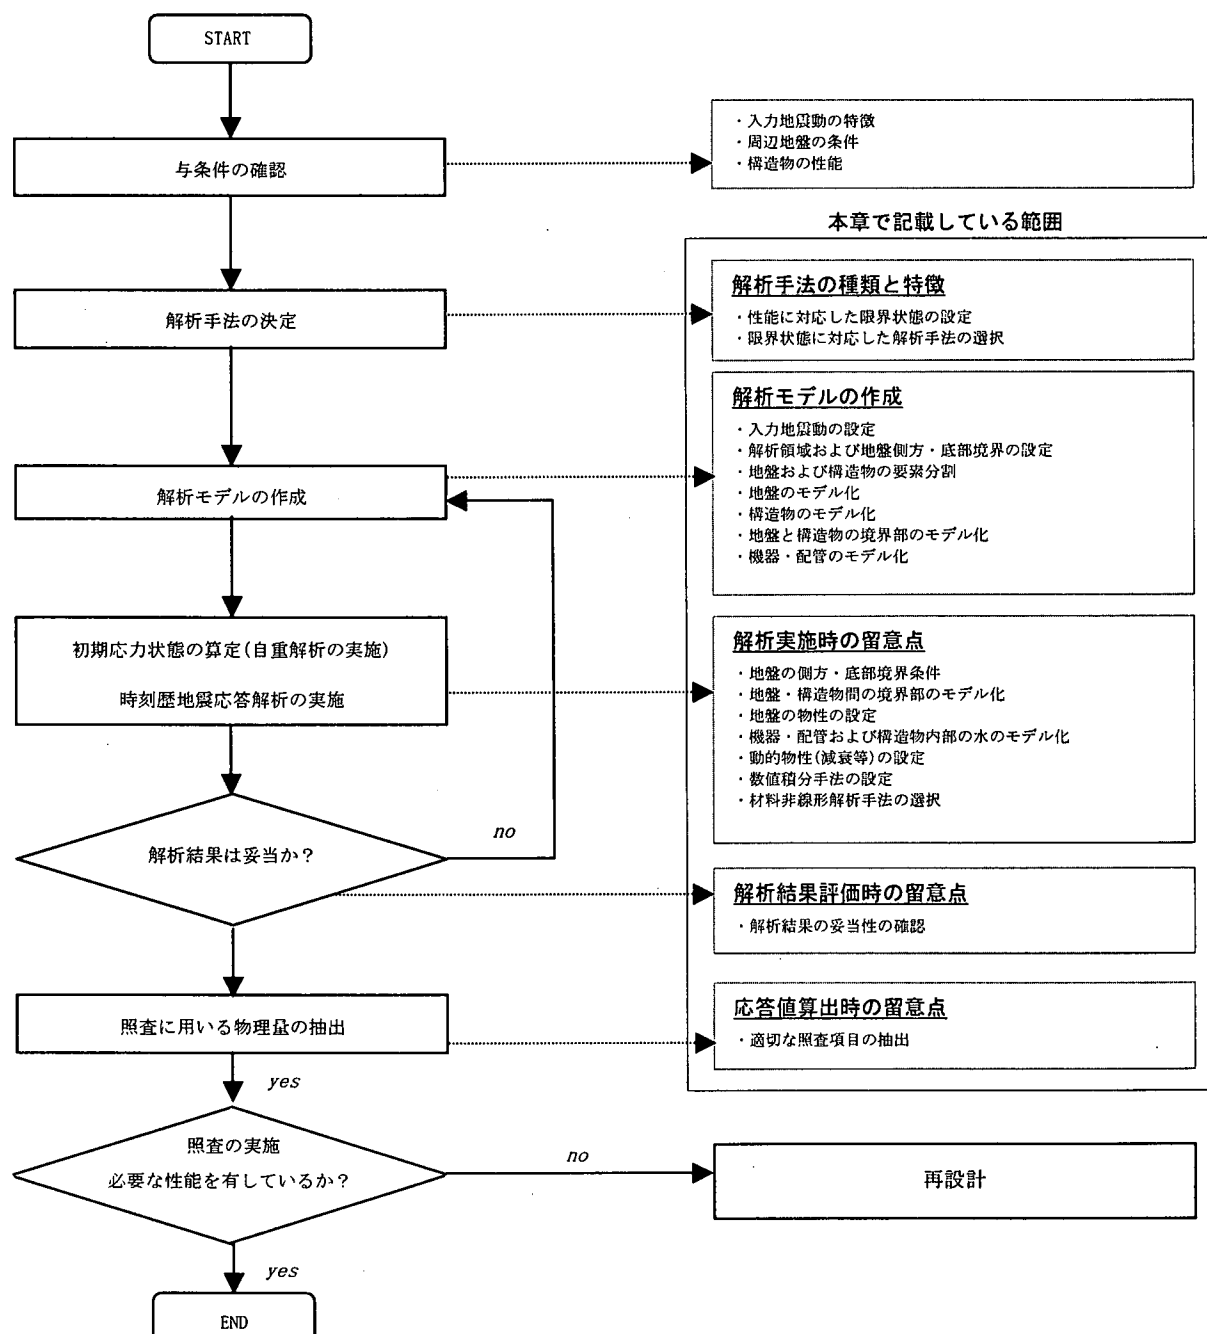 START
与条件の確認
・入力地震動の特徴
・周辺地盤の条件
・構造物の性能
本章で記載している範囲
解析手法の決定
解析手法の種類と特徴
・性能に対応した限界状態の設定
・限界状態に対応した解析手法の選択
解析モデルの作成
解析モデルの作成
・入力地震動の設定
・解析領域および地盤側方・底部境界の設定
・地盤および構造物の要素分割
・地盤のモデル化
・構造物のモデル化
・地盤と構造物の境界部のモデル化
・機器・配管のモデル化
初期応力状態の算定(自重解析の実施)
時刻歴地震応答解析の実施
解析実施時の留意点
・地盤の側方・底部境界条件
・地盤・構造物間の境界部のモデル化
・地盤の物性の設定
・機器・配管および構造物内部の水のモデル化
・動的物性(減衰等)の設定
・数値積分手法の設定
・材料非線形解析手法の選択
解析結果は妥当か?
no
解析結果評価時の留意点
・解析結果の妥当性の確認
照査に用いる物理量の抽出
応答値算出時の留意点
・適切な照査項目の抽出
yes
照査の実施
必要な性能を有しているか?
no
再設計
yes
END